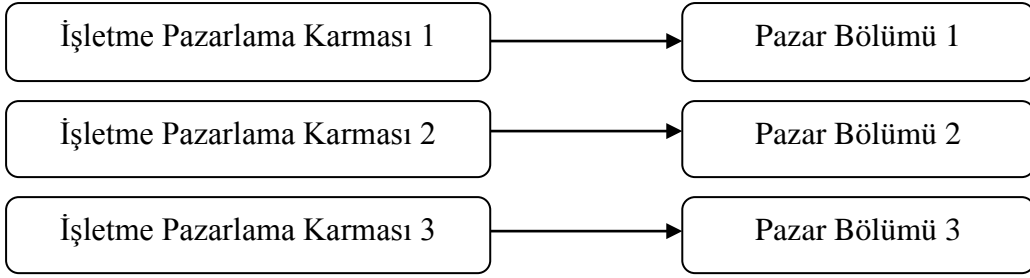 İşletme Pazarlama Karması 1
Pazar Bölümü 1
İşletme Pazarlama Karması 2
Pazar Bölümü 2
İşletme Pazarlama Karması 3
Pazar Bölümü 3